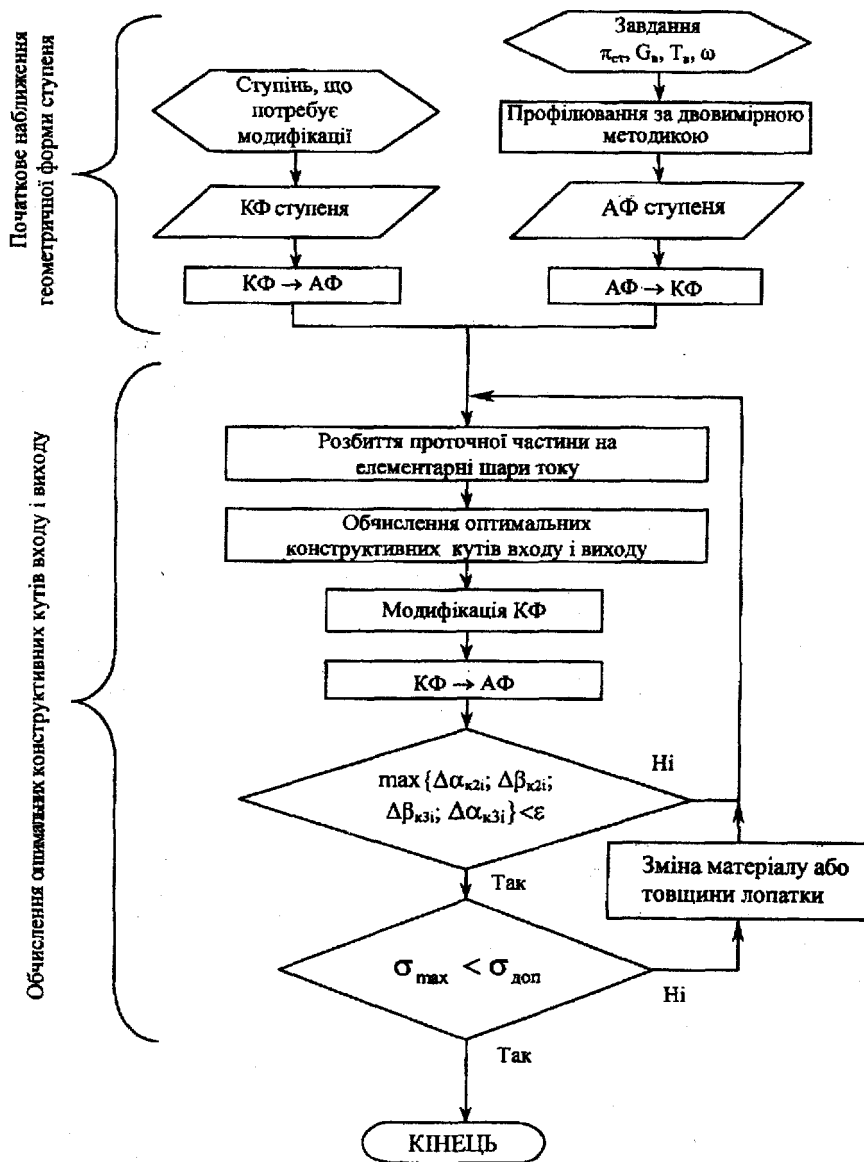 Початкове наближення
геометричної форми ступеня
Ступінь, що
потребує
модифікації
КФ ступеня
КФ → АФ
Завдання
πст, Gв, Tв, ω
Профілювання за двовимірною
методикою
АФ ступеня
АФ → КФ
Обчислення оптимальних конструктивних кутів входу і виходу
Розбиття проточної частини на
елементарні шари току
Обчислення оптимальних
конструктивних кутів входу і виходу
Модифікація КФ
КФ → АФ
max{Δαк2i; Δβк2i;
Δβк3i; Δαк3i}<ε
Ні
Так
Зміна матеріалу або
товщини лопатки
σmax < σдоп
Ні
Так
КІНЕЦЬ